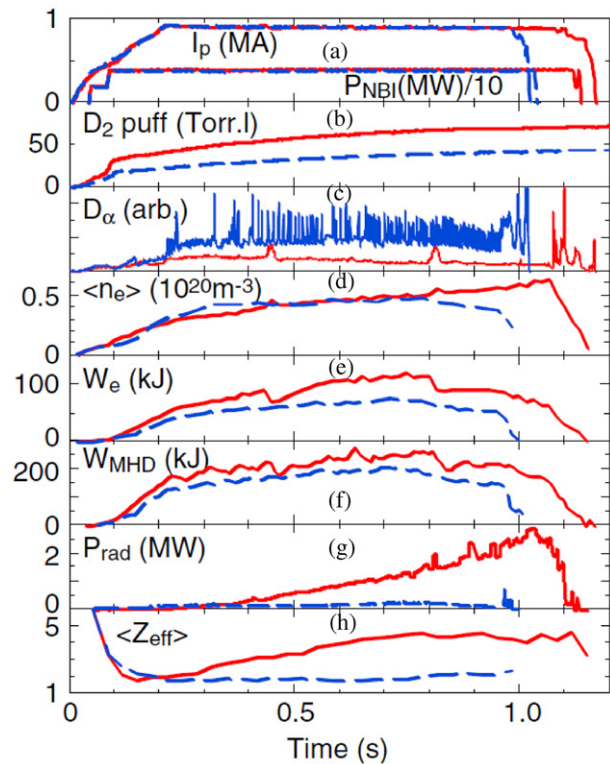 1
I_p (MA)
(a)
P_NBI(MW)/10
0
D_2 puff (Torr.l)
(b)
50
0
D_α (arb.)
(c)
<n_e> (10^20m-3)
(d)
0.5
0
W_e (kJ)
(e)
100
0
W_MHD (kJ)
200
(f)
0
P_rad (MW)
(g)
2
0
5
<Z_eff>
(h)
1
0 0.5 1.0
Time (s)